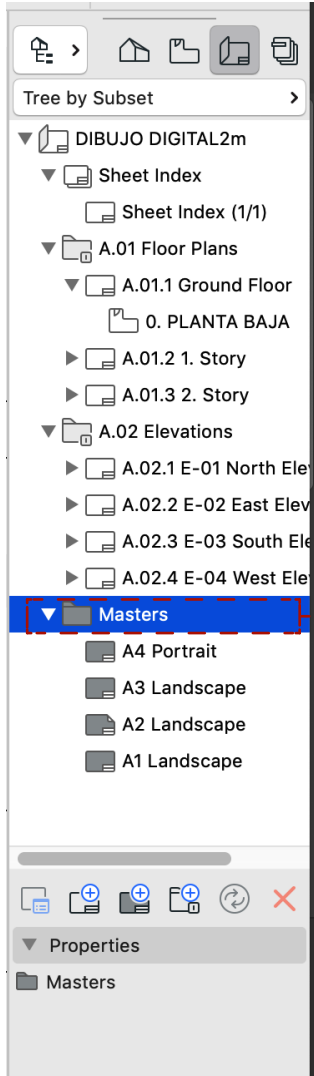 Tree by Subset
DIBUJO DIGITAL2m
Sheet Index
Sheet Index (1/1)
A.01 Floor Plans
A.01.1 Ground Floor
0. PLANTA BAJA
A.01.2 1. Story
A.01.3 2. Story
A.02 Elevations
A.02.1 E-01 North Ele
A.02.2 E-02 East Elev
A.02.3 E-03 South Ele
A.02.4 E-04 West Ele
Masters
A4 Portrait
A3 Landscape
A2 Landscape
A1 Landscape
Properties
Masters